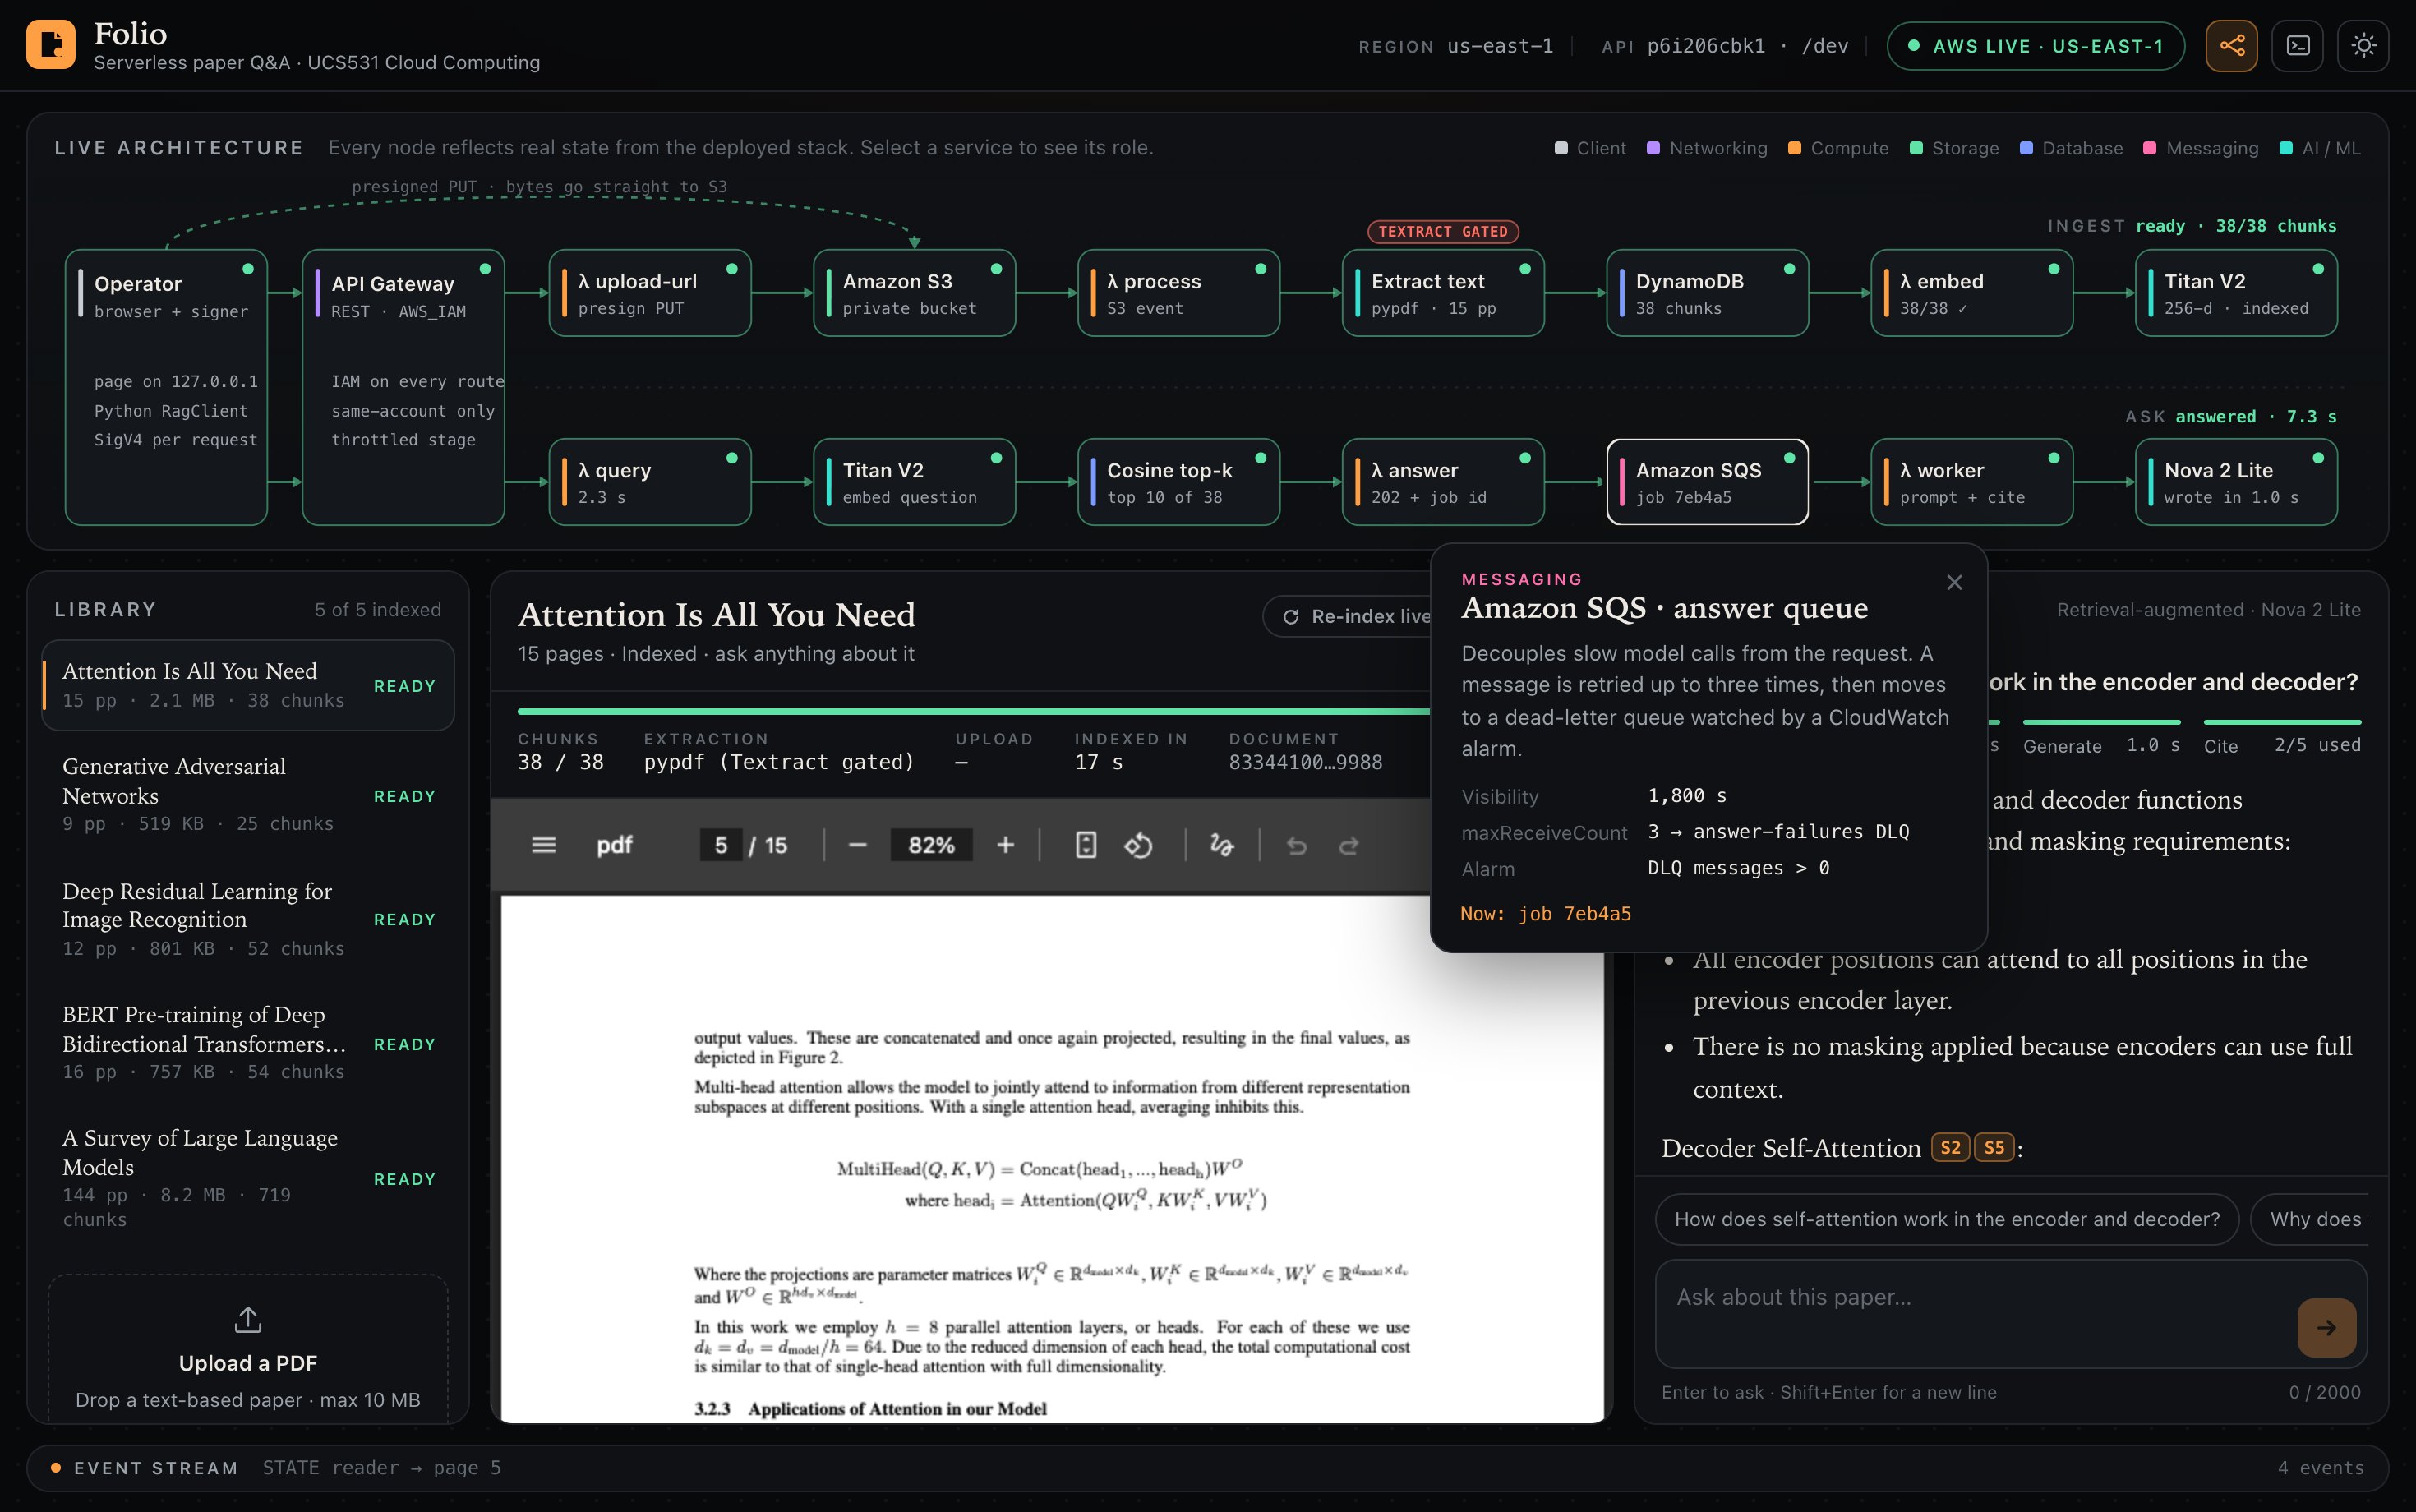 Folio
Serverless paper Q&A · UCS531 Cloud Computing
REGION us-east-1
API p6i206cbk1 · /dev
AWS LIVE · US-EAST-1
LIVE ARCHITECTURE Every node reflects real state from the deployed stack. Select a service to see its role.
Client Networking Compute Storage Database Messaging AI / ML
presigned PUT · bytes go straight to S3
TEXTRACT GATED
INGEST ready · 38/38 chunks
Operator
browser + signer
page on 127.0.0.1
Python RagClient
SigV4 per request
API Gateway
REST · AWS_IAM
IAM on every route
same-account only
throttled stage
λ upload-url
presign PUT
Amazon S3
private bucket
λ process
S3 event
Extract text
pypdf · 15 pp
DynamoDB
38 chunks
λ embed
38/38 ✓
Titan V2
256-d · indexed
ASK answered · 7.3 s
λ query
2.3 s
Titan V2
embed question
Cosine top-k
top 10 of 38
λ answer
202 + job id
Amazon SQS
job 7eb4a5
λ worker
prompt + cite
Nova 2 Lite
wrote in 1.0 s
LIBRARY 5 of 5 indexed
Attention Is All You Need
15 pp · 2.1 MB · 38 chunks
READY
Generative Adversarial
Networks
9 pp · 519 KB · 25 chunks
READY
Deep Residual Learning for
Image Recognition
12 pp · 801 KB · 52 chunks
READY
BERT Pre-training of Deep
Bidirectional Transformers…
16 pp · 757 KB · 54 chunks
READY
A Survey of Large Language
Models
144 pp · 8.2 MB · 719
chunks
READY
Upload a PDF
Drop a text-based paper · max 10 MB
Attention Is All You Need
15 pages · Indexed · ask anything about it
Re-index live
CHUNKS
38 / 38
EXTRACTION
pypdf (Textract gated)
UPLOAD
—
INDEXED IN
17 s
DOCUMENT
83344100…9988
pdf 5 / 15 82%
output values. These are concatenated and once again projected, resulting in the final values, as
depicted in Figure 2.
Multi-head attention allows the model to jointly attend to information from different representation
subspaces at different positions. With a single attention head, averaging inhibits this.
MultiHead(Q, K, V) = Concat(head₁, ..., headₕ)W^O
where headᵢ = Attention(QWᵢ^Q, KWᵢ^K, VWᵢ^V)
Where the projections are parameter matrices Wᵢ^Q ∈ ℝ^{d_model×d_k}, Wᵢ^K ∈ ℝ^{d_model×d_k}, Wᵢ^V ∈ ℝ^{d_model×d_v}
and W^O ∈ ℝ^{hd_v×d_model}.
In this work we employ h = 8 parallel attention layers, or heads. For each of these we use
d_k = d_v = d_model/h = 64. Due to the reduced dimension of each head, the total computational cost
is similar to that of single-head attention with full dimensionality.
3.2.3 Applications of Attention in our Model
MESSAGING
Amazon SQS · answer queue
Decouples slow model calls from the request. A
message is retried up to three times, then moves
to a dead-letter queue watched by a CloudWatch
alarm.
Visibility 1,800 s
maxReceiveCount 3 → answer-failures DLQ
Alarm DLQ messages > 0
Now: job 7eb4a5
Retrieval-augmented · Nova 2 Lite
ork in the encoder and decoder?
s Generate 1.0 s Cite 2/5 used
and decoder functions
and masking requirements:
All encoder positions can attend to all positions in the
previous encoder layer.
There is no masking applied because encoders can use full
context.
Decoder Self-Attention S2 S5 :
How does self-attention work in the encoder and decoder?
Why does
Ask about this paper…
Enter to ask · Shift+Enter for a new line 0 / 2000
EVENT STREAM STATE reader → page 5 4 events